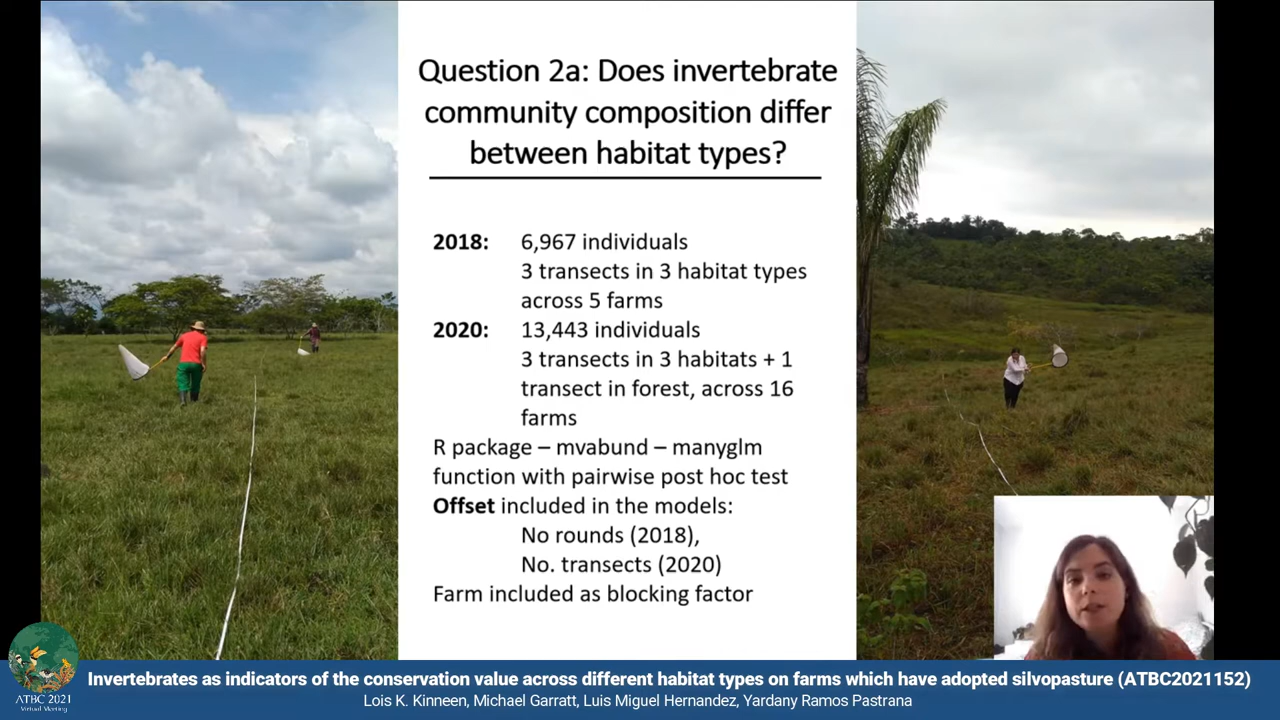 Question 2a: Does invertebrate
community composition differ
between habitat types?
2018: 6,967 individuals
3 transects in 3 habitat types
across 5 farms
2020: 13,443 individuals
3 transects in 3 habitats + 1
transect in forest, across 16
farms
R package – mvabund – manyglm
function with pairwise post hoc test
Offset included in the models:
No rounds (2018),
No. transects (2020)
Farm included as blocking factor
ATBC 2021
Virtual Meeting
Invertebrates as indicators of the conservation value across different habitat types on farms which have adopted silvopasture (ATBC2021152)
Lois K. Kinneen, Michael Garratt, Luis Miguel Hernandez, Yardany Ramos Pastrana